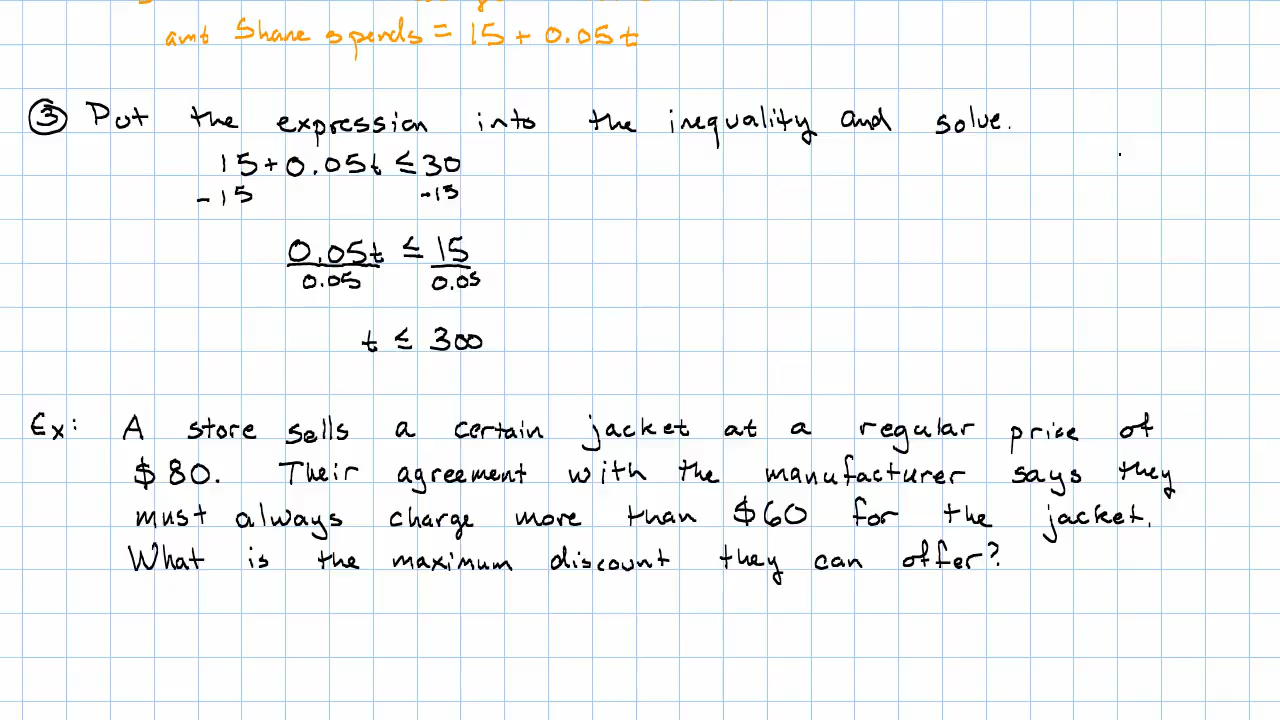 amt Shane spends = 15 + 0.05t
③ Put the expression into the inequality and solve.
15 + 0.05t ≤ 30
-15 -15
0.05t ≤ 15
0.05 0.05
t ≤ 300
Ex: A store sells a certain jacket at a regular price of
$80. Their agreement with the manufacturer says they
must always charge more than $60 for the jacket.
What is the maximum discount they can offer?